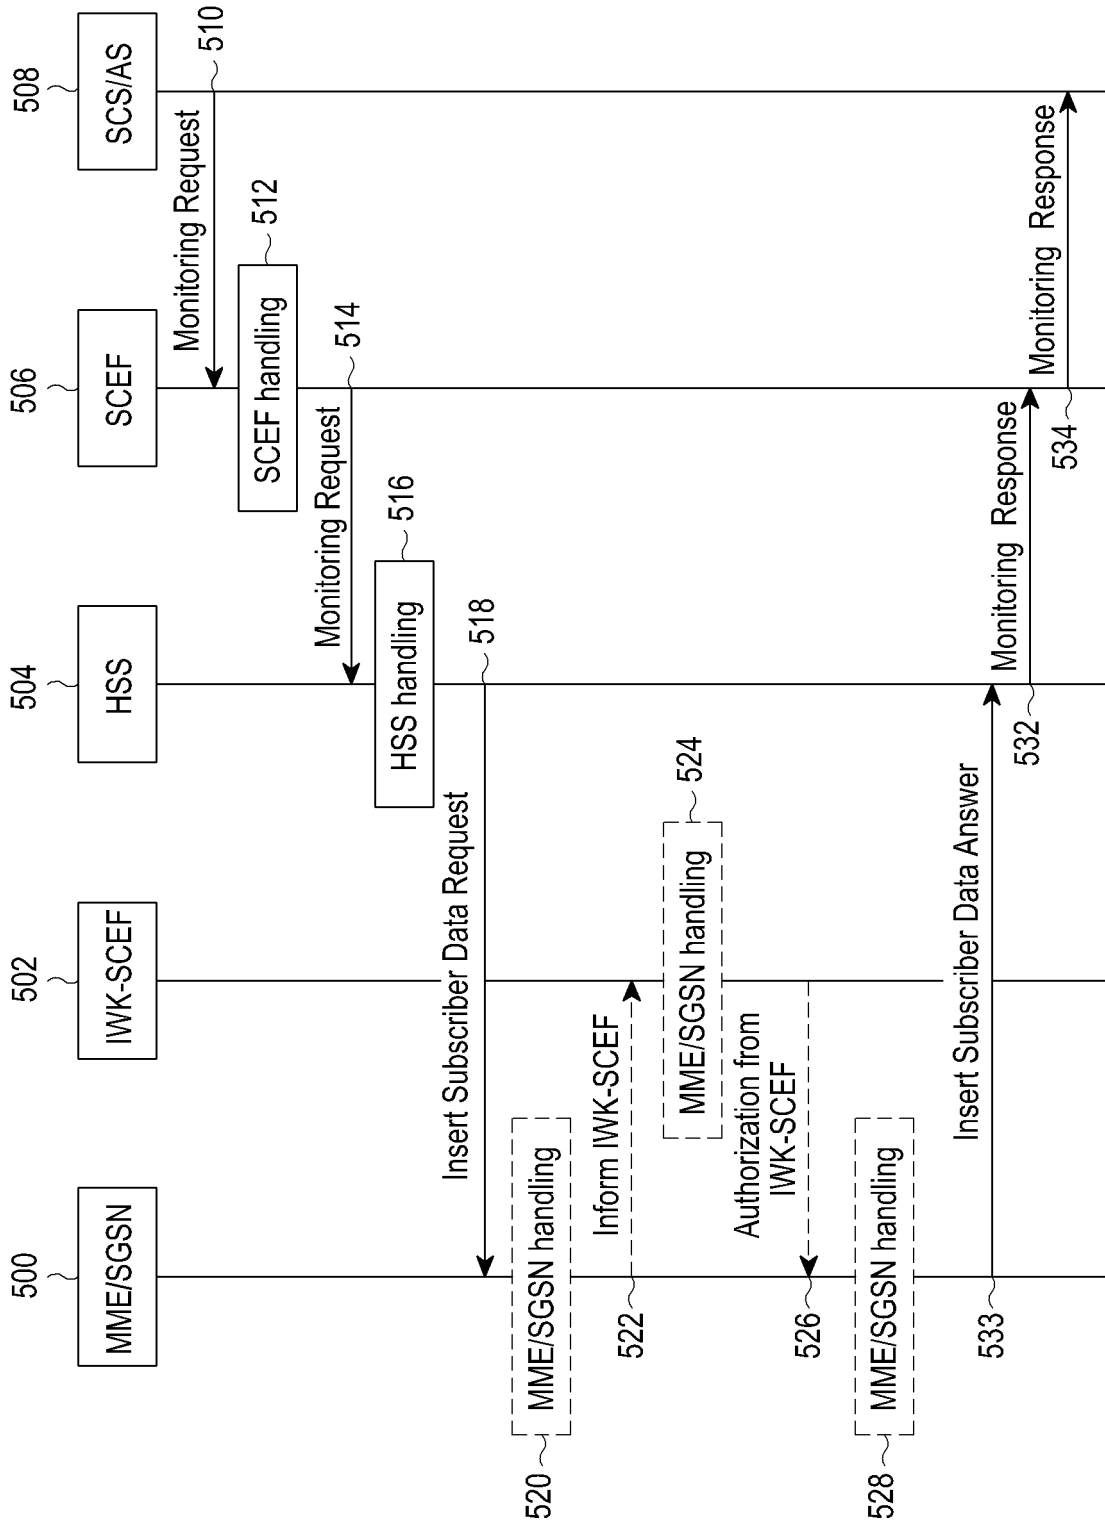 500
MME/SGSN
502
IWK-SCEF
504
HSS
506
SCEF
508
SCS/AS
Monitoring Request
510
SCEF handling
512
Monitoring Request
514
HSS handling
516
Insert Subscriber Data Request
518
520
MME/SGSN handling
Inform IWK-SCEF
522
MME/SGSN handling
524
Authorization from
IWK-SCEF
526
528
MME/SGSN handling
Insert Subscriber Data Answer
533
Monitoring Response
532
Monitoring Response
534